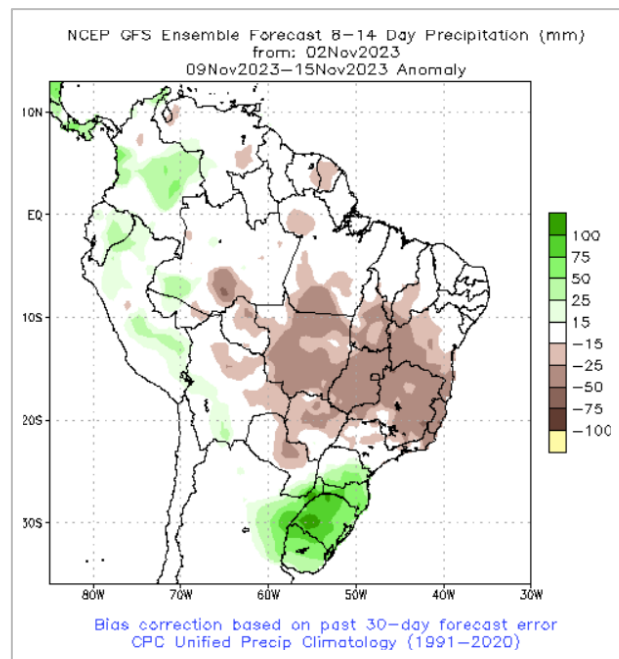 NCEP GFS Ensemble Forecast 8-14 Day Precipitation (mm)
from: 02Nov2023
09Nov2023-15Nov2023 Anomaly
10N
EQ
10S
20S
30S
80W
70W
60W
50W
40W
30W
100
75
50
25
15
-15
-25
-50
-75
-100
Bias correction based on past 30-day forecast error
CPC Unified Precip Climatology (1991-2020)